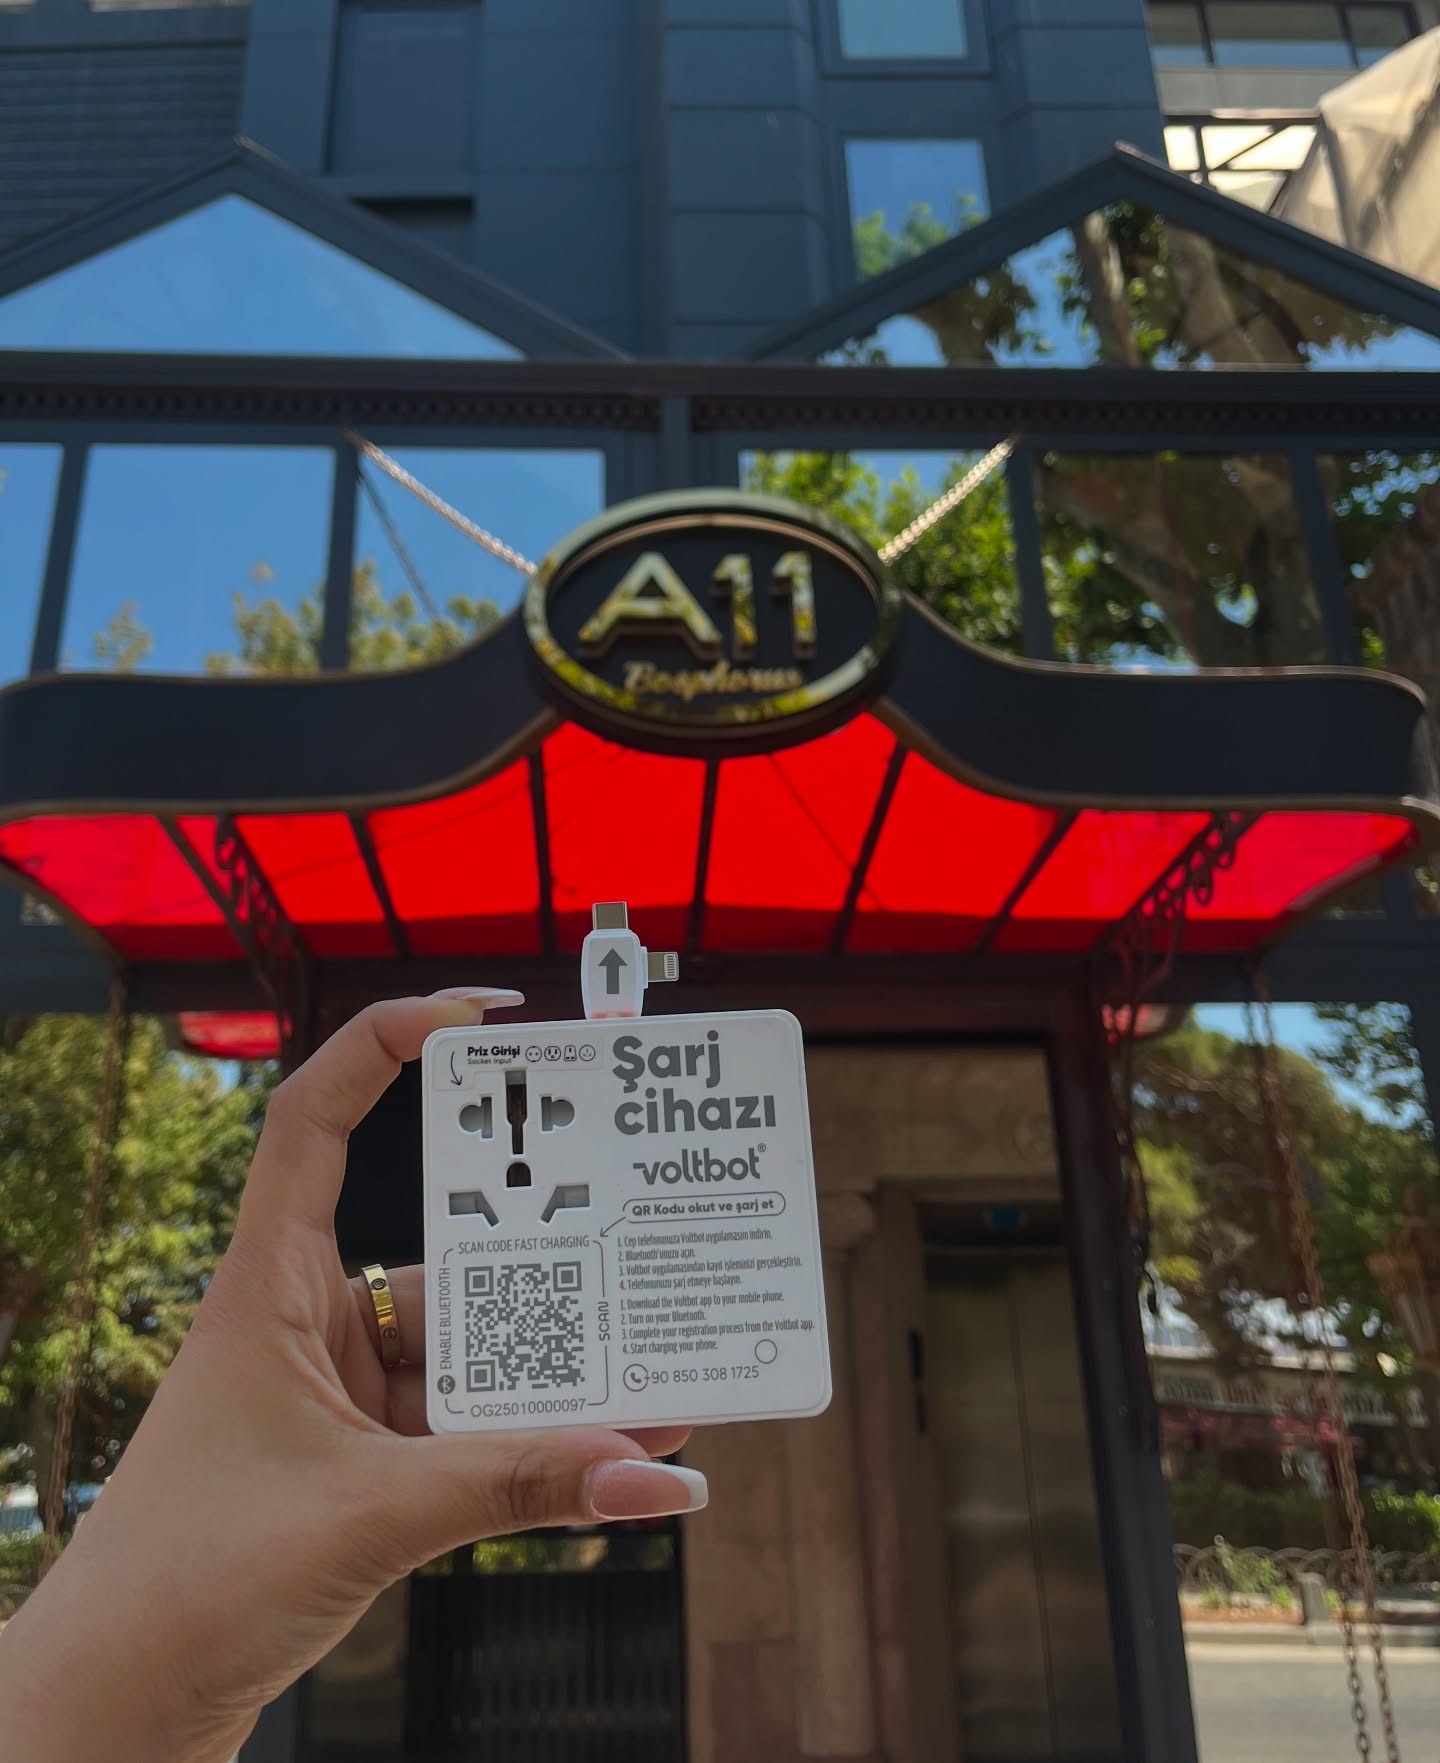 A11
Bosphorus
Priz Girişi
Socket Input
Şarj
cihazı
voltbot®
QR Kodu okut ve şarj et
1. Cep telefonunuza Voltbot uygulamasını indirin.
2. Bluetooth'unuzu açın.
3. Voltbot uygulamasından kayıt işleminizi gerçekleştirin.
4. Telefonunuzu şarj etmeye başlayın.
1. Download the Voltbot app to your mobile phone.
2. Turn on your Bluetooth.
3. Complete your registration process from the Voltbot app.
4. Start charging your phone.
+90 850 308 1725
SCAN CODE FAST CHARGING
ENABLE BLUETOOTH
SCAN
OG25010000097